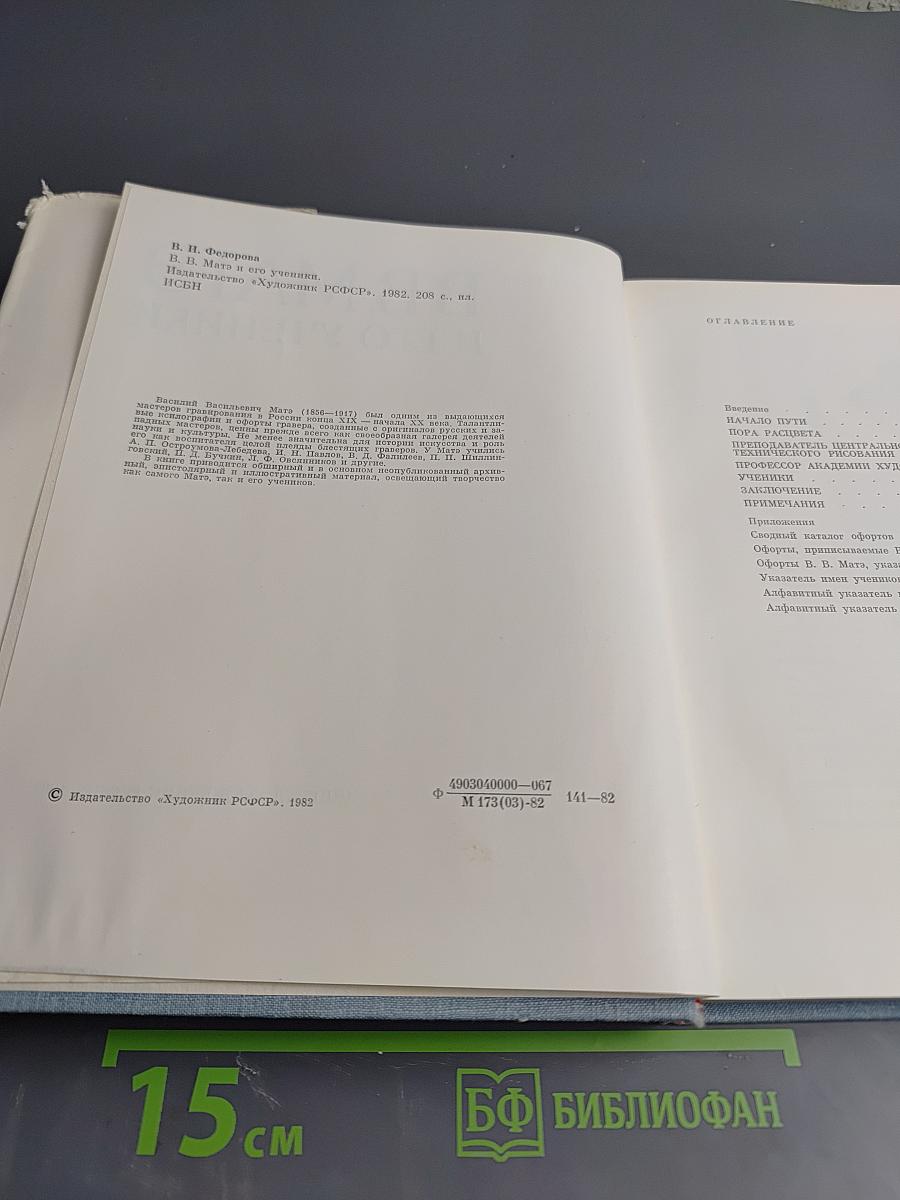 В. И. Федорова
В. В. Матэ и его ученики.
Издательство «Художник РСФСР». 1982. 208 с., ил.
ИСБН
Василий Васильевич Матэ (1856—1917) был одним из выдающихся
мастеров гравирования в России конца XIX — начала XX века. Талантли-
вые ксилографии и офорты гравера, созданные с оригиналов русских и за-
падных мастеров, ценны прежде всего как своеобразная галерея деятелей
науки и культуры. Не менее значительна для истории искусства и роль
его как воспитателя целой плеяды блестящих граверов. У Матэ учились
А. П. Остроумова-Лебедева, И. Н. Павлов, В. Д. Фалилеев, П. П. Шиллин-
говский, П. Д. Бучкин, Л. Ф. Овсянников и другие.
В книге приводится обширный и в основном неопубликованный архив-
ный, эпистолярный и иллюстративный материал, освещающий творчество
как самого Матэ, так и его учеников.
© Издательство «Художник РСФСР». 1982
Ф 4903040000—067
М 173(03)-82 141—82
ОГЛАВЛЕНИЕ
Введение . . . . .
НАЧАЛО ПУТИ . . . .
ПОРА РАСЦВЕТА . . . .
ПРЕПОДАВАТЕЛЬ ЦЕНТРАЛЬНО
ТЕХНИЧЕСКОГО РИСОВАНИЯ
ПРОФЕССОР АКАДЕМИИ ХУД
УЧЕНИКИ . . . . .
ЗАКЛЮЧЕНИЕ . . . .
ПРИМЕЧАНИЯ . . .
Приложения
Сводный каталог офортов
Офорты, приписываемые В
Офорты В. В. Матэ, указа
Указатель имен учеников
Алфавитный указатель
Алфавитный указатель
15 см
БФ БИБЛИОФАН